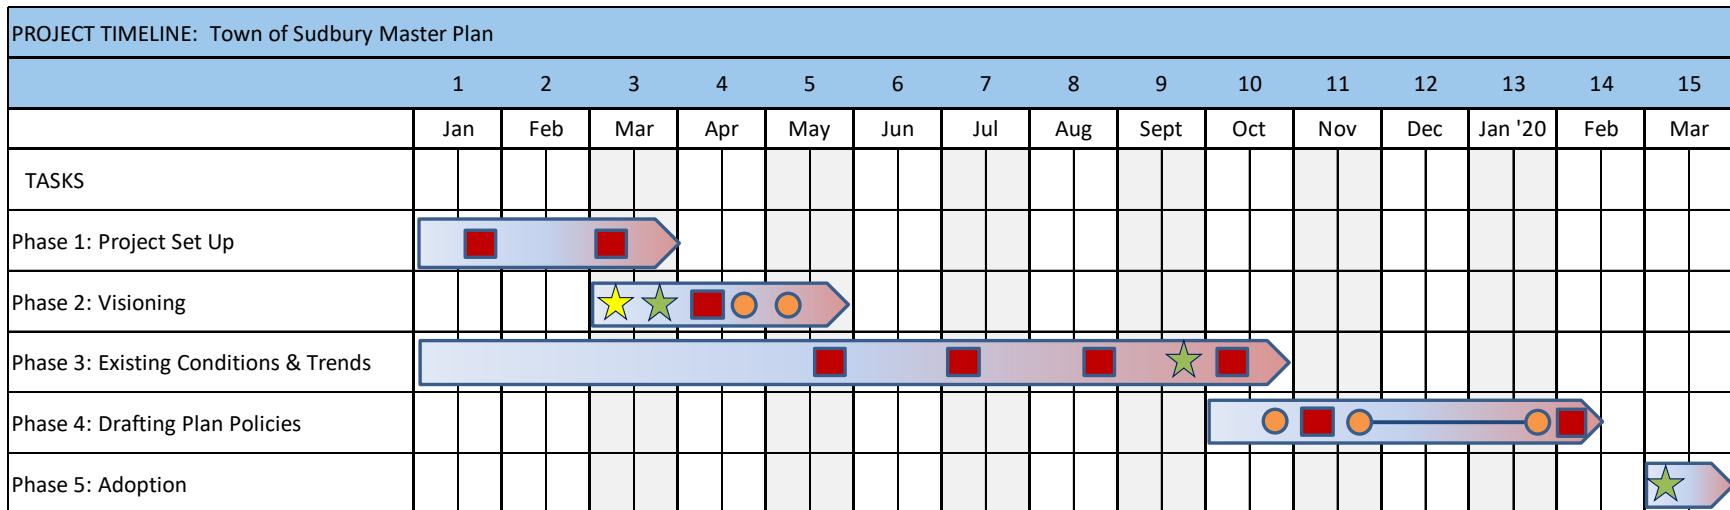 PROJECT TIMELINE:  Town of Sudbury Master Plan
1 2 3 4 5 6 7 8 9 10 11 12 13 14 15
Jan Feb Mar Apr May Jun Jul Aug Sept Oct Nov Dec Jan '20 Feb Mar
TASKS
Phase 1: Project Set Up
Phase 2: Visioning
Phase 3: Existing Conditions & Trends
Phase 4: Drafting Plan Policies
Phase 5: Adoption